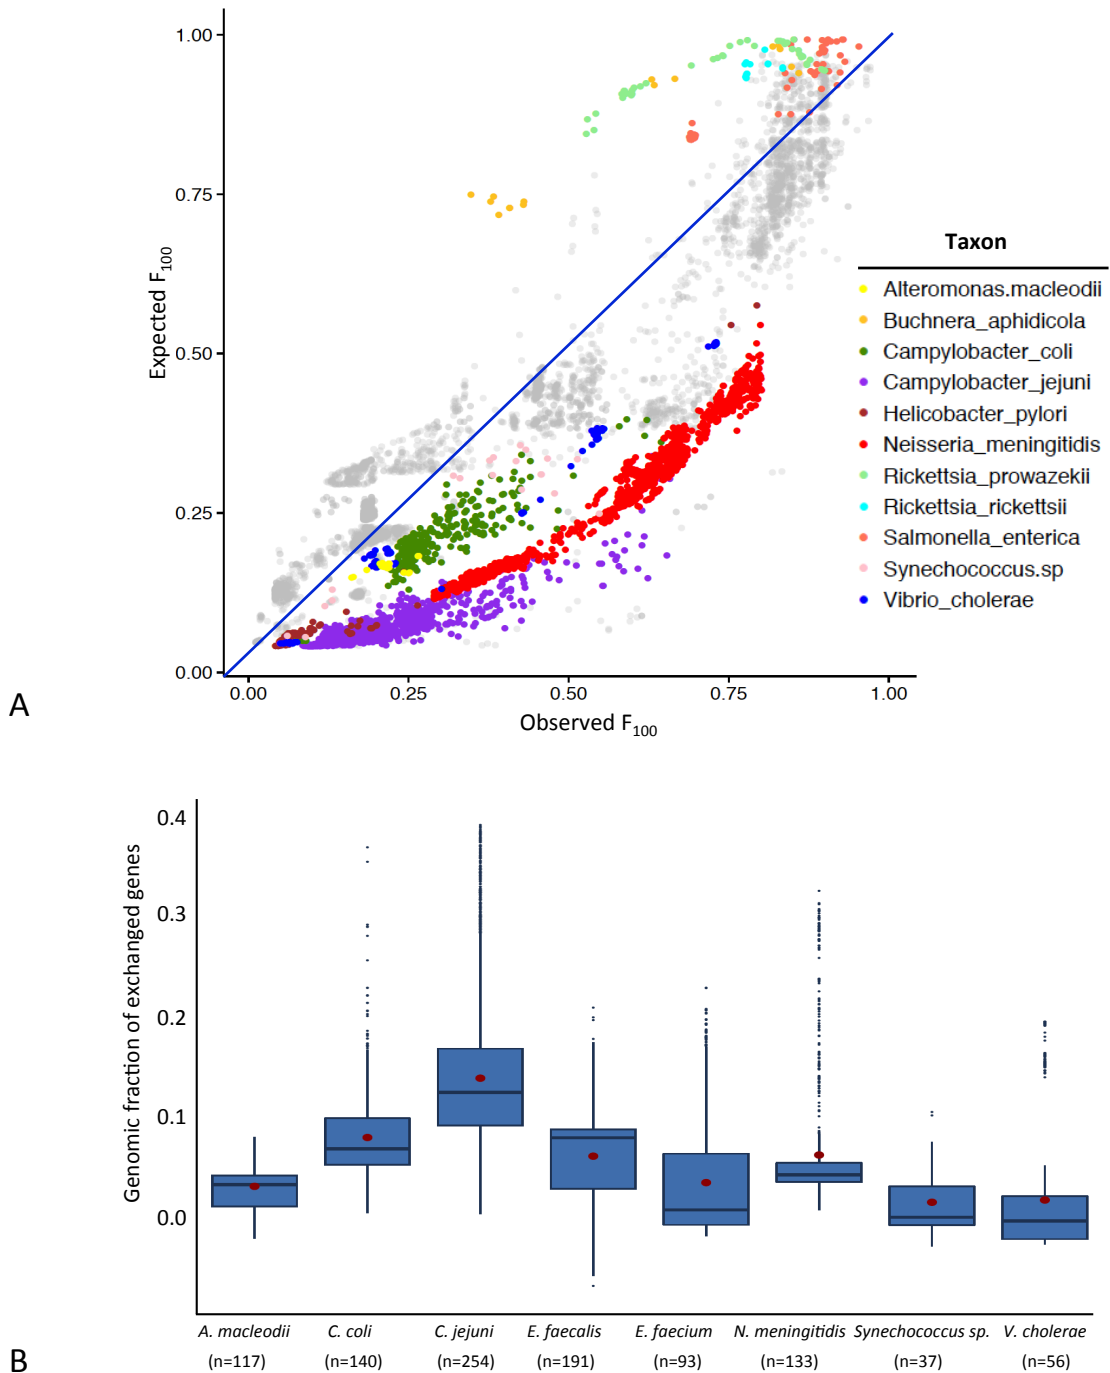 1.00
0.75
0.50
0.25
0.00
Expected F100
0.00 0.25 0.50 0.75 1.00
Observed F100
Taxon
Alteromonas.macleodii
Buchnera_aphidicola
Campylobacter_coli
Campylobacter_jejuni
Helicobacter_pylori
Neisseria_meningitidis
Rickettsia_prowazekii
Rickettsia_rickettsii
Salmonella_enterica
Synechococcus.sp
Vibrio_cholerae
A
0.4
0.3
0.2
0.1
0.0
Genomic fraction of exchanged genes
A. macleodii C. coli C. jejuni E. faecalis E. faecium N. meningitidis Synechococcus sp. V. cholerae
(n=117) (n=140) (n=254) (n=191) (n=93) (n=133) (n=37) (n=56)
B